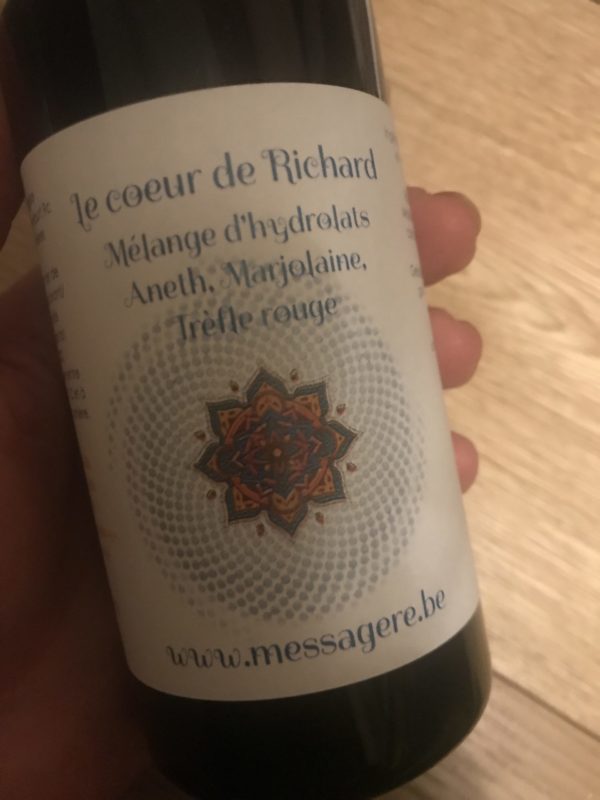 Le coeur de Richard
Mélange d'hydrolats
Aneth, Marjolaine,
Trèfle rouge
www.messagere.be